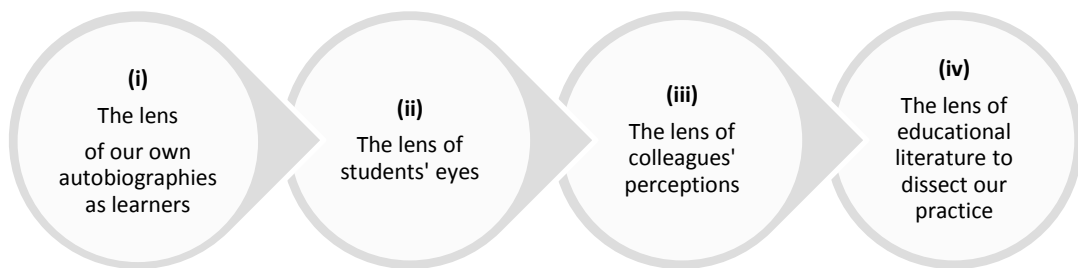 (i)
The lens
of our own
autobiographies
as learners
(ii)
The lens of
students' eyes
(iii)
The lens of
colleagues'
perceptions
(iv)
The lens of
educational
literature to
dissect our
practice